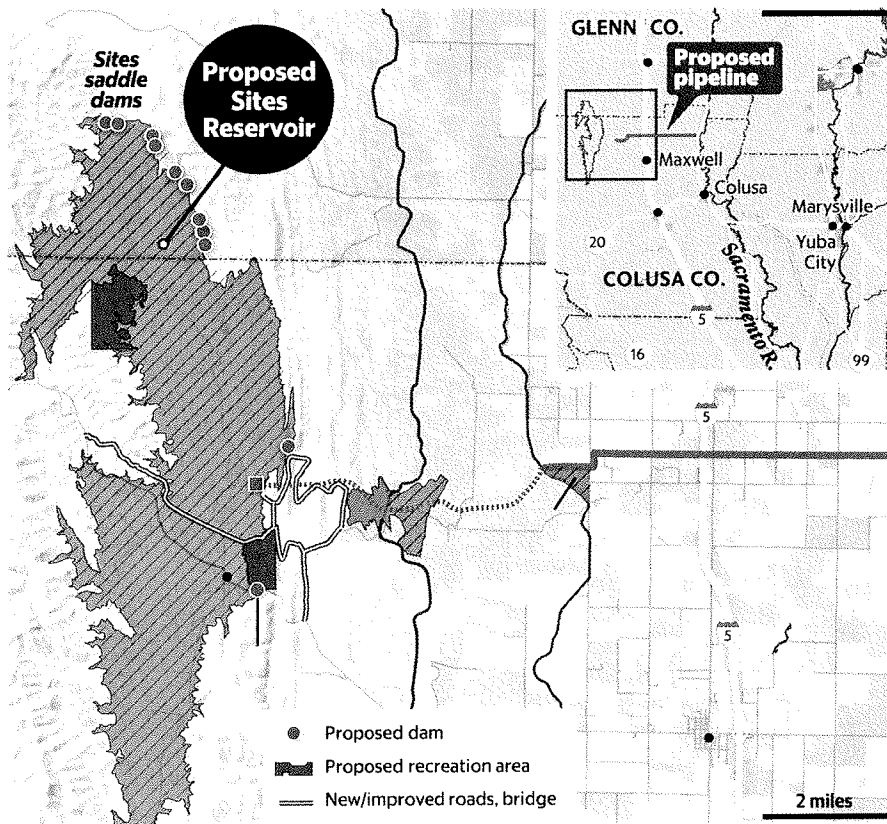 Sites
saddle
dams
Proposed
Sites
Reservoir
GLENN CO.
Proposed
pipeline
Maxwell
Colusa
Marysville
Yuba
City
20
COLUSA CO.
Sacramento R.
5
16
99
5
5
Proposed dam
Proposed recreation area
New/improved roads, bridge
2 miles